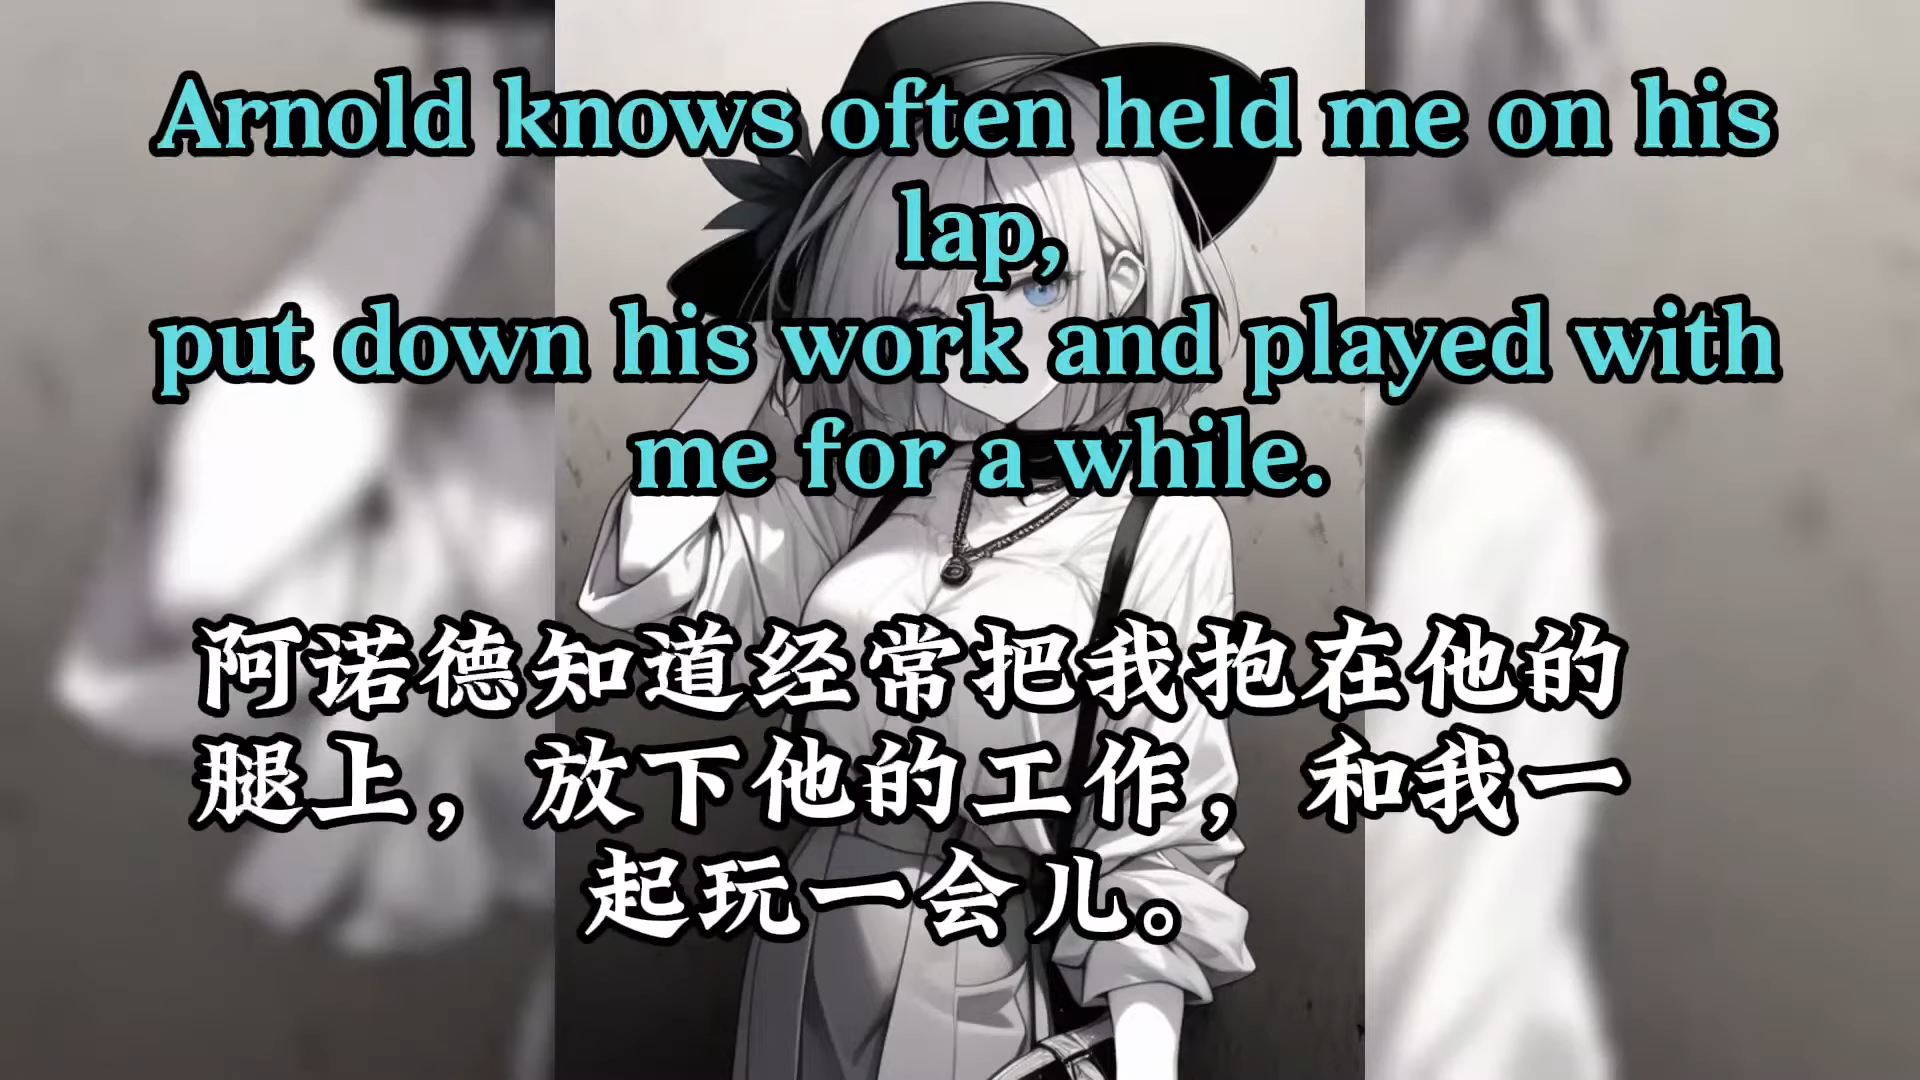 Arnold knows often held me on his
lap,
put down his work and played with
me for a while.
阿诺德知道经常把我抱在他的
腿上，放下他的工作，和我一
起玩一会儿。